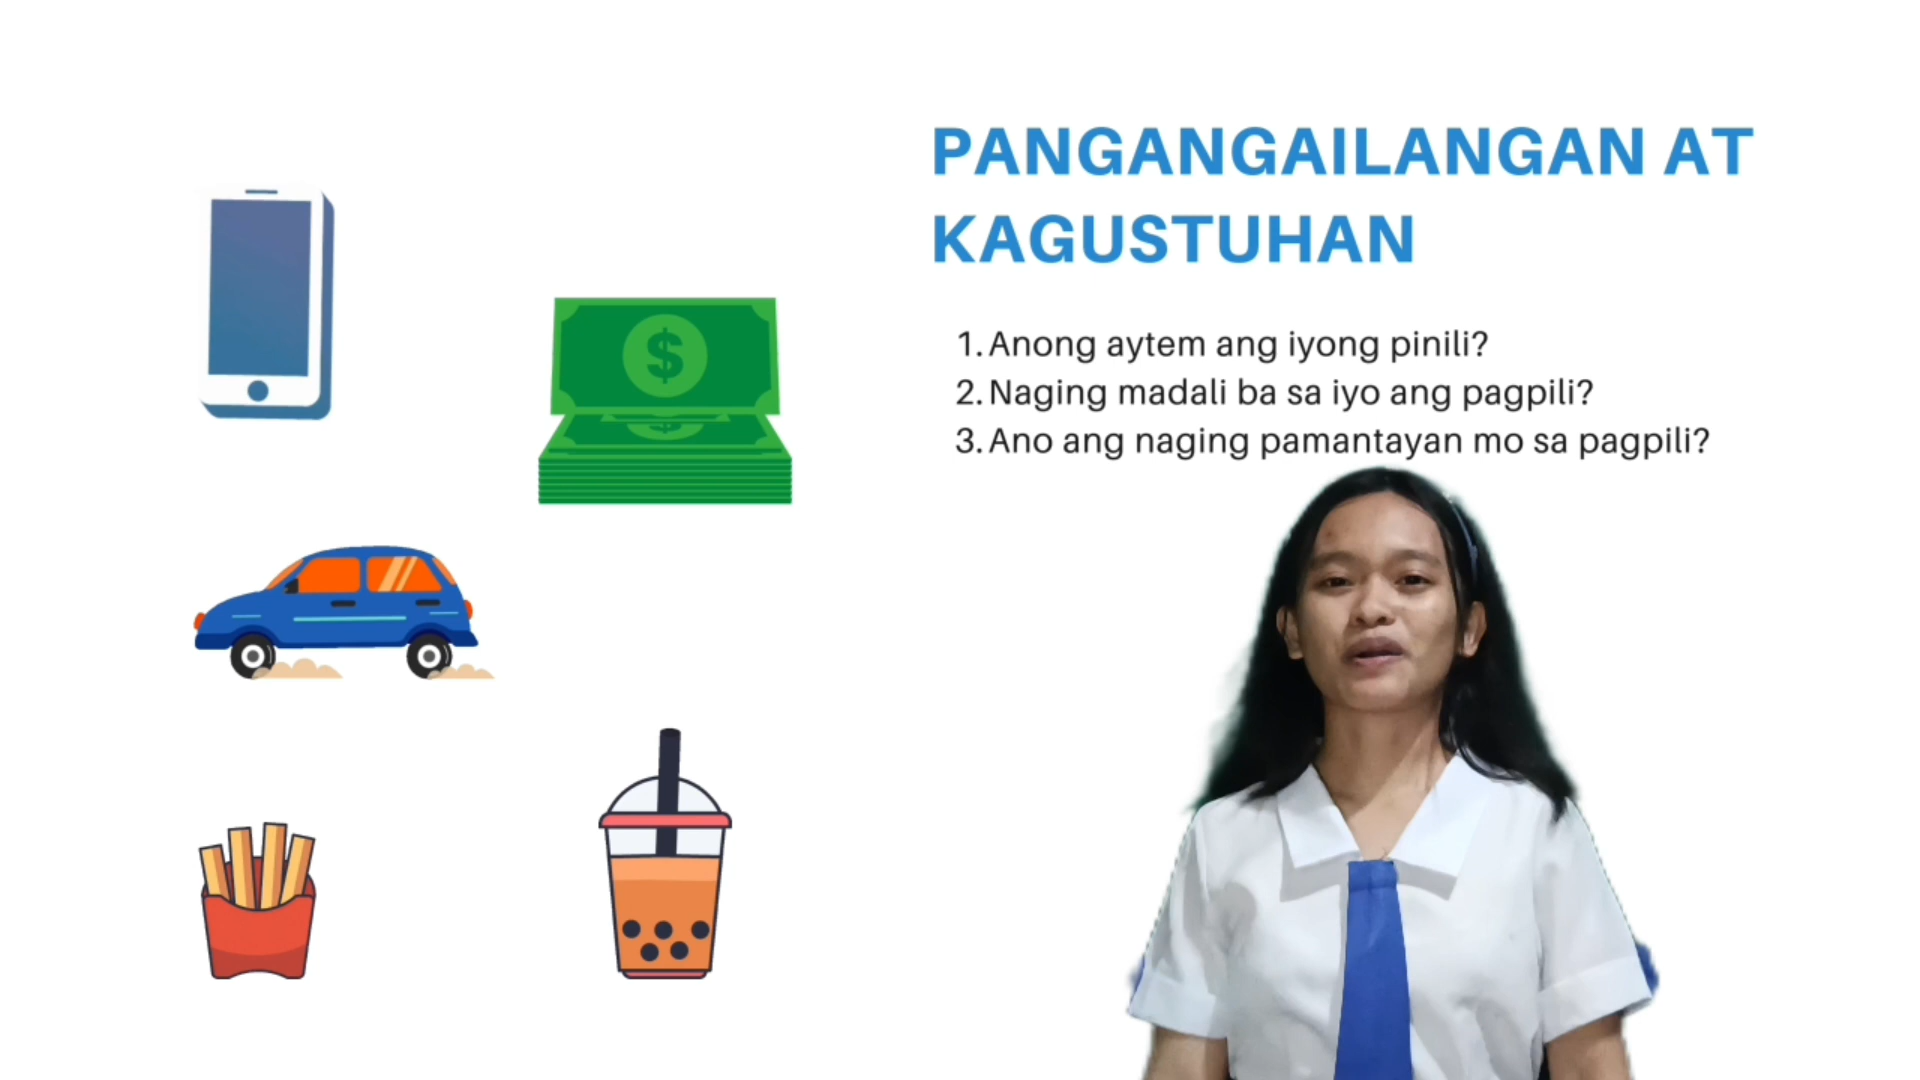 PANGANGAILANGAN AT
KAGUSTUHAN
1. Anong aytem ang iyong pinili?
2. Naging madali ba sa iyo ang pagpili?
3. Ano ang naging pamantayan mo sa pagpili?
$
$